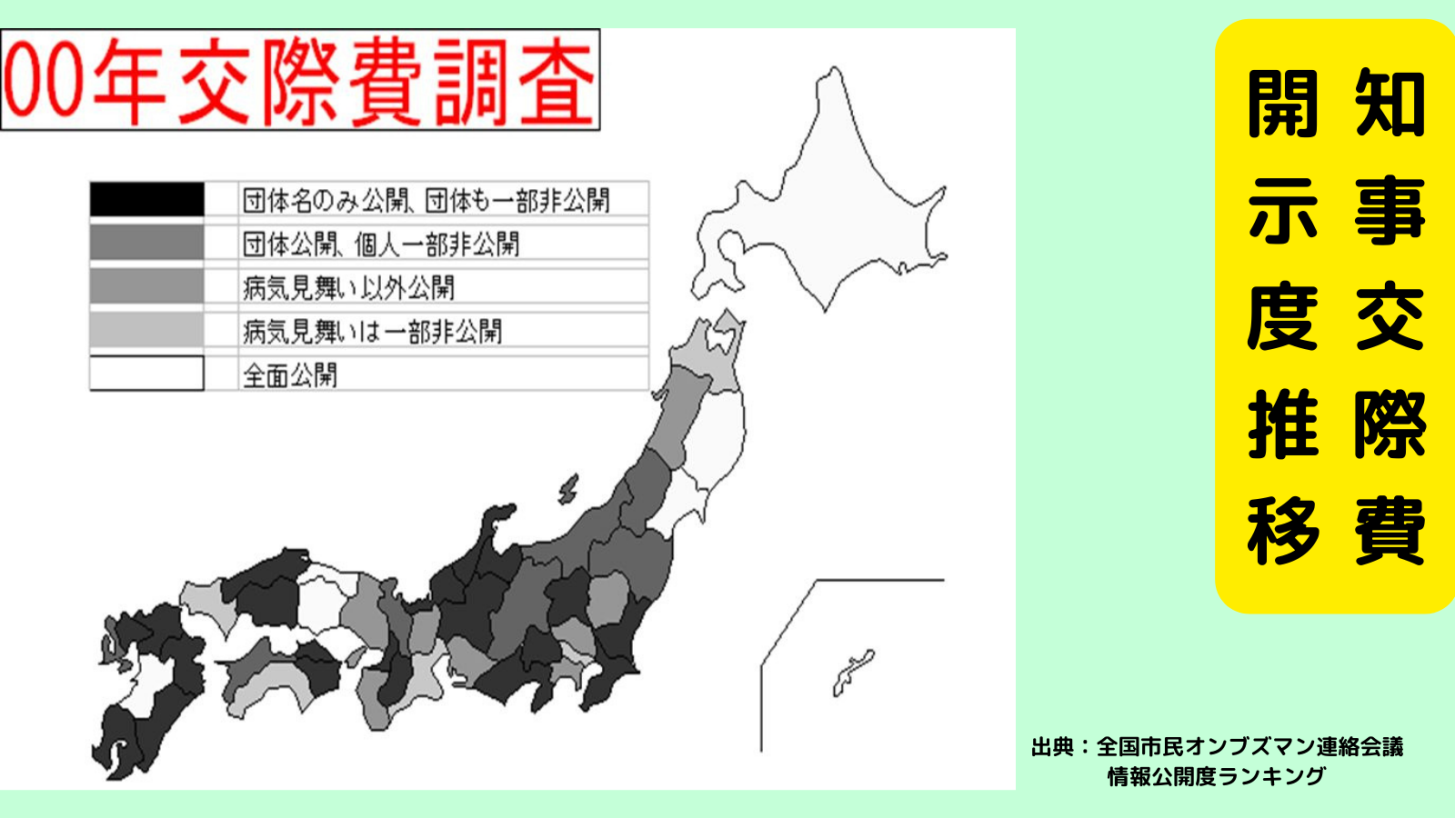 00年交際費調査
団体名のみ公開、団体も一部非公開
団体公開、個人一部非公開
病気見舞い以外公開
病気見舞いは一部非公開
全面公開
知事交際費
開示度推移
出典：全国市民オンブズマン連絡会議
情報公開度ランキング